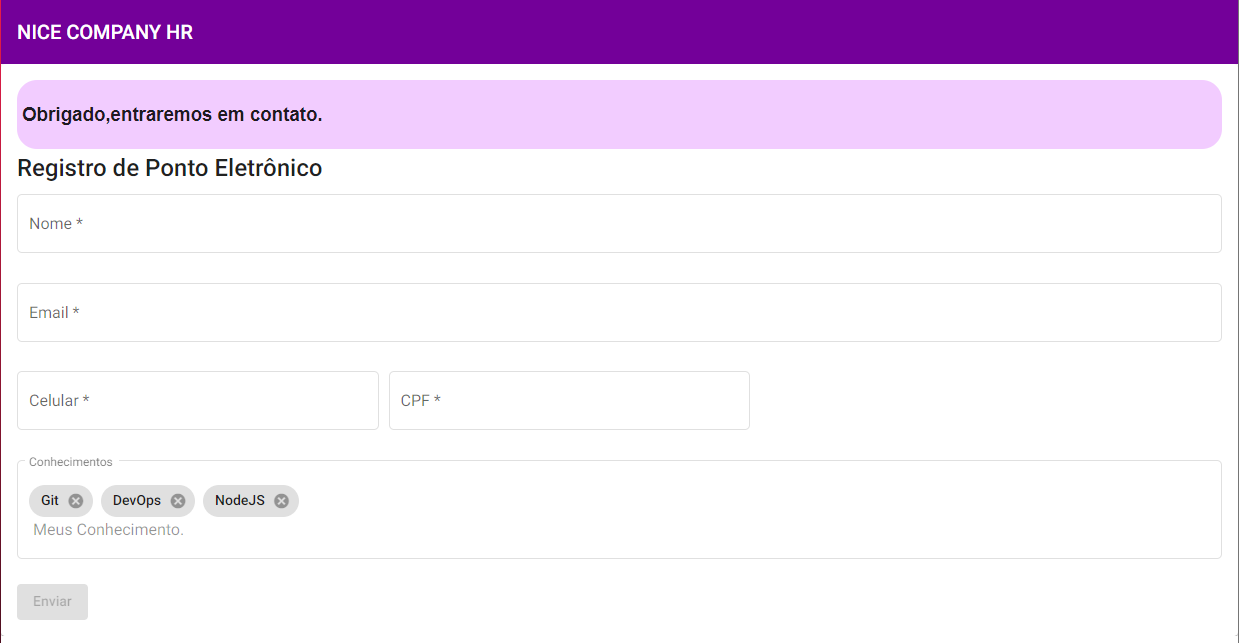 NICE COMPANY HR
Obrigado,entraremos em contato.
Registro de Ponto Eletrônico
Nome *
Email *
Celular * CPF *
Conhecimentos
Git DevOps NodeJS
Meus Conhecimento.
Enviar